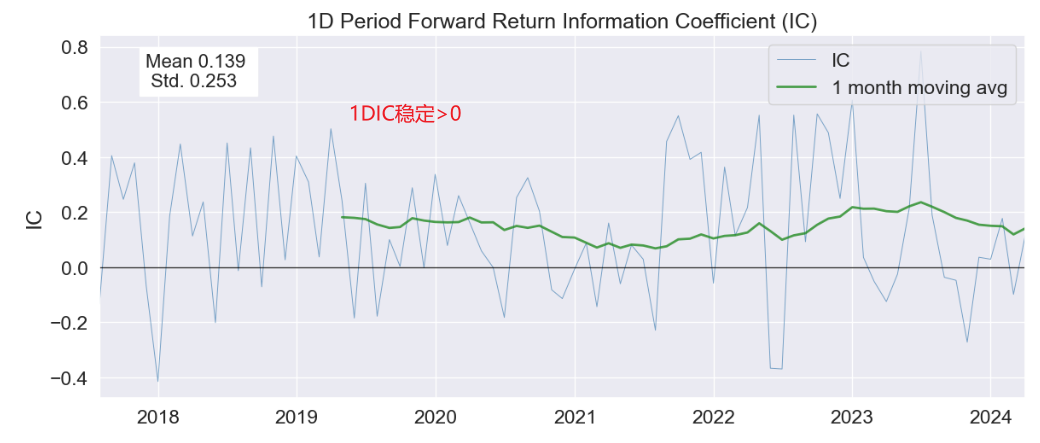 1D Period Forward Return Information Coefficient (IC)
0.8
Mean 0.139
Std. 0.253
IC
1 month moving avg
1DIC稳定>0
0.6
0.4
IC
0.2
0.0
−0.2
−0.4
2018 2019 2020 2021 2022 2023 2024